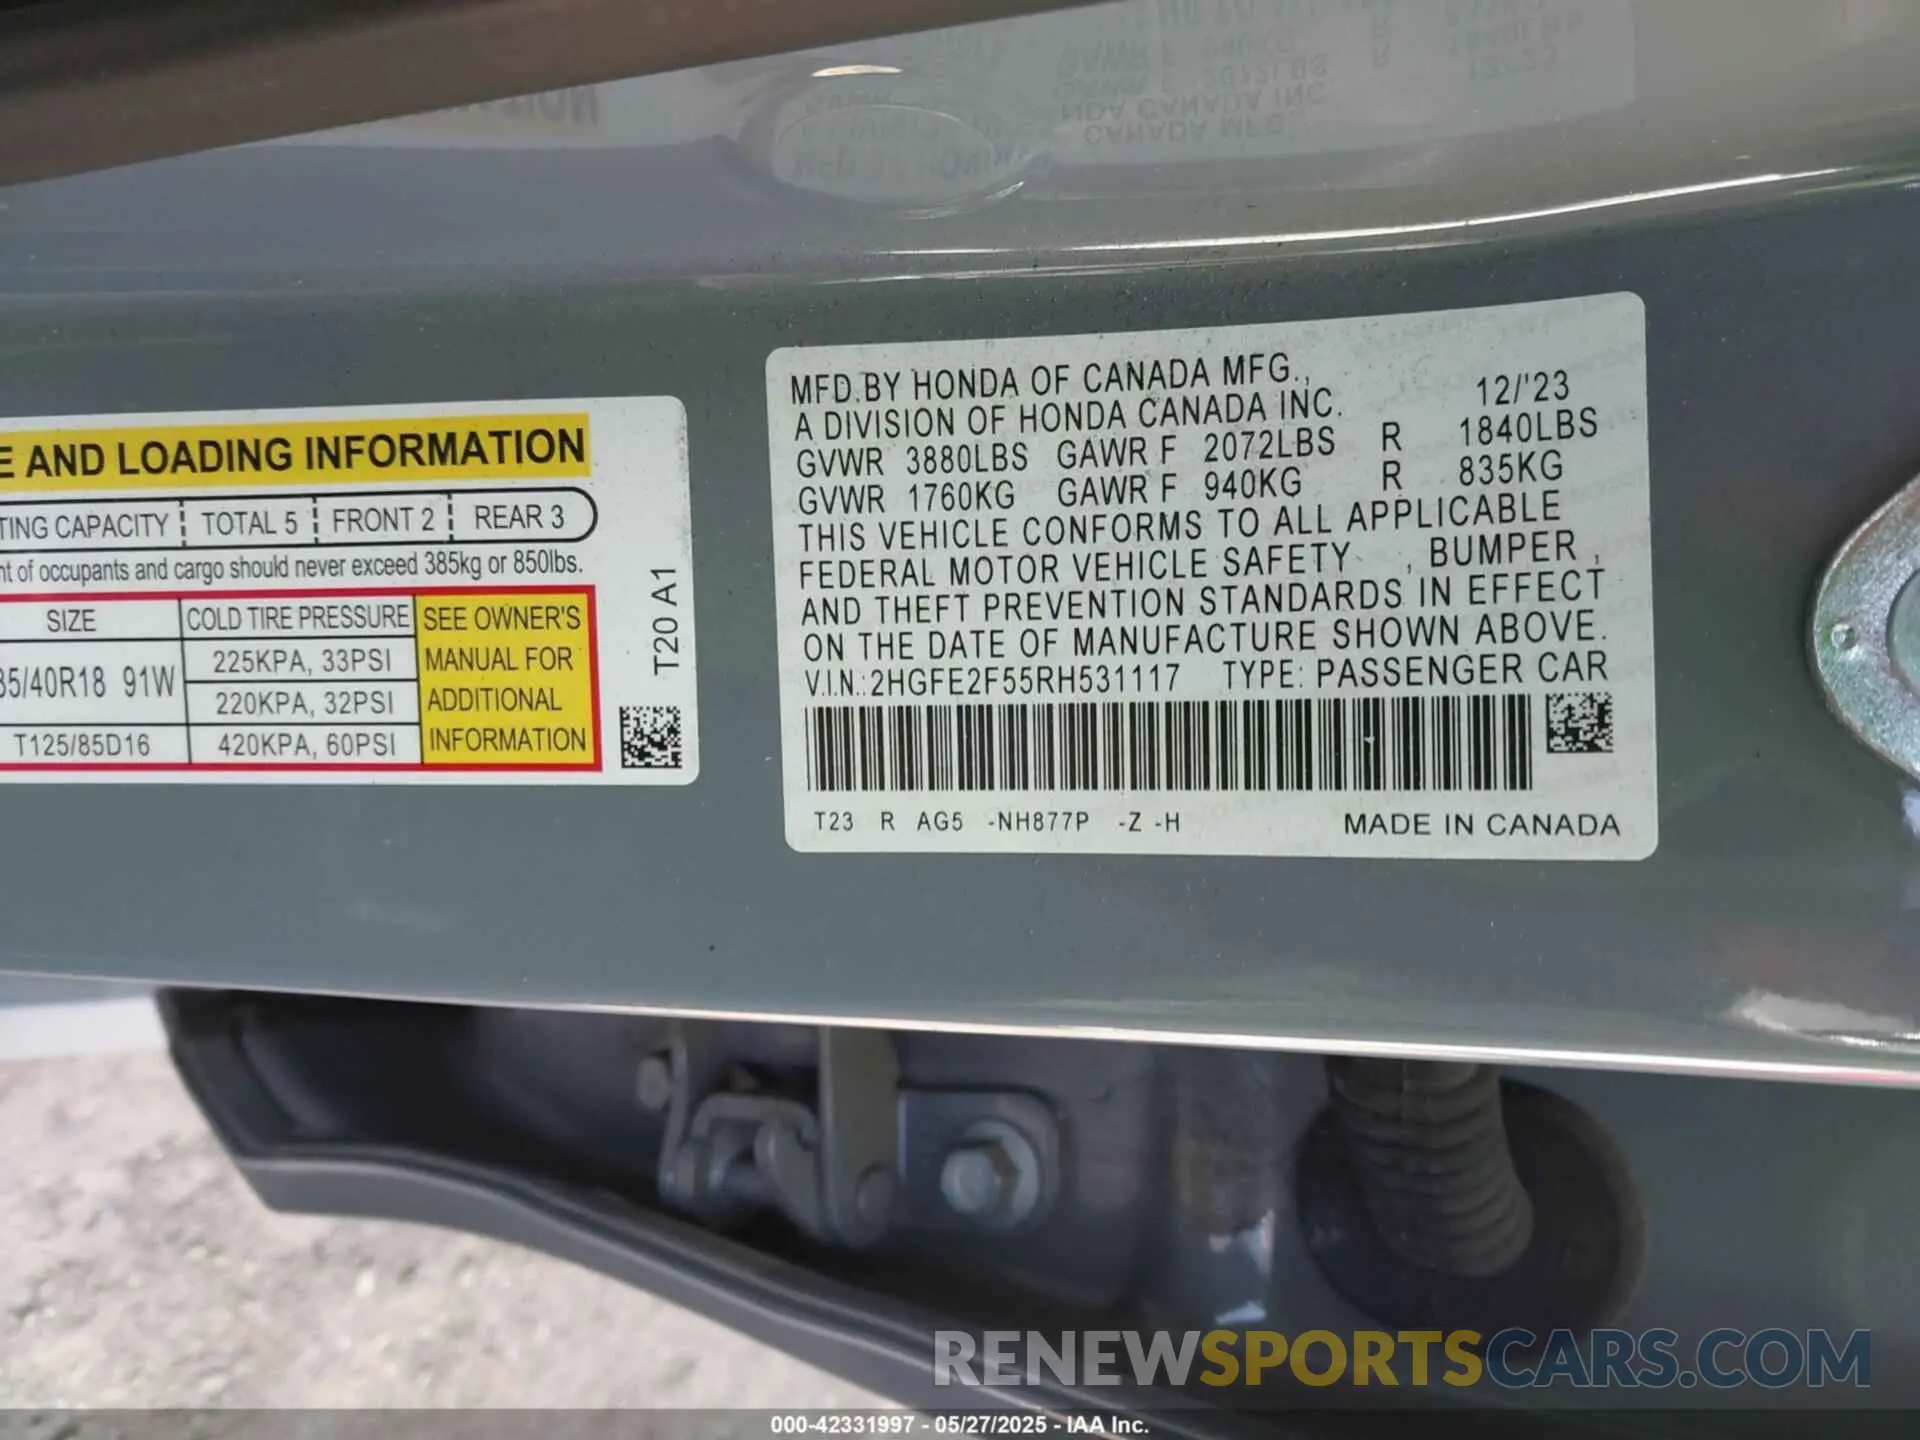 E AND LOADING INFORMATION
TING CAPACITY TOTAL 5 FRONT 2 REAR 3
of occupants and cargo should never exceed 385kg or 850lbs.
SIZE COLD TIRE PRESSURE SEE OWNER'S
MANUAL FOR
ADDITIONAL
INFORMATION
35/40R18 91W 225KPA, 33PSI
220KPA, 32PSI
T125/85D16 420KPA, 60PSI
T20 A1
MFD.BY HONDA OF CANADA MFG.,
A DIVISION OF HONDA CANADA INC. 12/'23
GVWR 3880LBS GAWR F 2072LBS R 1840LBS
GVWR 1760KG GAWR F 940KG R 835KG
THIS VEHICLE CONFORMS TO ALL APPLICABLE
FEDERAL MOTOR VEHICLE SAFETY , BUMPER ,
AND THEFT PREVENTION STANDARDS IN EFFECT
ON THE DATE OF MANUFACTURE SHOWN ABOVE.
V.I.N.:2HGFE2F55RH531117 TYPE: PASSENGER CAR
T23 R AG5 -NH877P -Z -H MADE IN CANADA
RENEWSPORTSCARS.COM
000-42331997 - 05/27/2025 - IAA Inc.